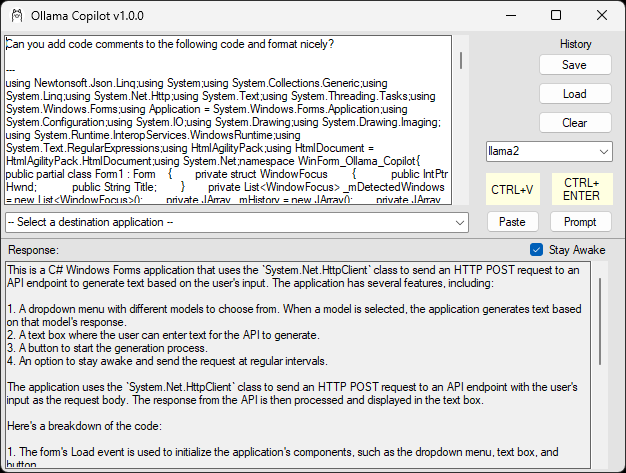 Ollama Copilot v1.0.0
Can you add code comments to the following code and format nicely?
---
using Newtonsoft.Json.Linq;using System;using System.Collections.Generic;using
System.Linq;using System.Net.Http;using System.Text;using System.Threading.Tasks;using
System.Windows.Forms;using Application = System.Windows.Forms.Application;using
System.Configuration;using System.IO;using System.Drawing;using System.Drawing.Imaging;
using System.Runtime.InteropServices.WindowsRuntime;using
System.Text.RegularExpressions;using HtmlAgilityPack;using HtmlDocument =
HtmlAgilityPack.HtmlDocument;using System.Net;namespace WinForm_Ollama_Copilot{
public partial class Form1 : Form { private struct WindowFocus { public IntPtr
Hwnd; public String Title; } private List<WindowFocus> _mDetectedWindows
= new List<WindowFocus>(); private JArray _mHistory = new JArray(); private JArray
History
Save
Load
Clear
llama2
CTRL+V
CTRL+
ENTER
-- Select a destination application --
Paste
Prompt
Response:
Stay Awake
This is a C# Windows Forms application that uses the `System.Net.HttpClient` class to send an HTTP POST request to an
API endpoint to generate text based on the user's input. The application has several features, including:
1. A dropdown menu with different models to choose from. When a model is selected, the application generates text based
on that model's response.
2. A text box where the user can enter text for the API to generate.
3. A button to start the generation process.
4. An option to stay awake and send the request at regular intervals.
The application uses the `System.Net.HttpClient` class to send an HTTP POST request to an API endpoint with the user's
input as the request body. The response from the API is then processed and displayed in the text box.
Here's a breakdown of the code:
1. The form's Load event is used to initialize the application's components, such as the dropdown menu, text box, and
button